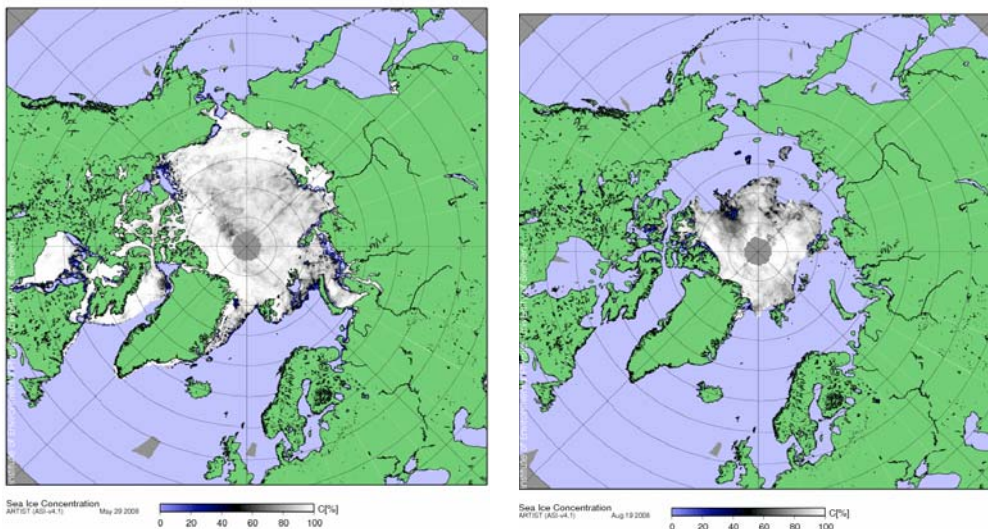 Sea Ice Concentration
ARTIST (ASI-v4.1) May 29 2008
C[%]
0 20 40 60 80 100
Sea Ice Concentration
ARTIST (ASI-v4.1) Aug.19 2008
C[%]
0 20 40 60 80 100